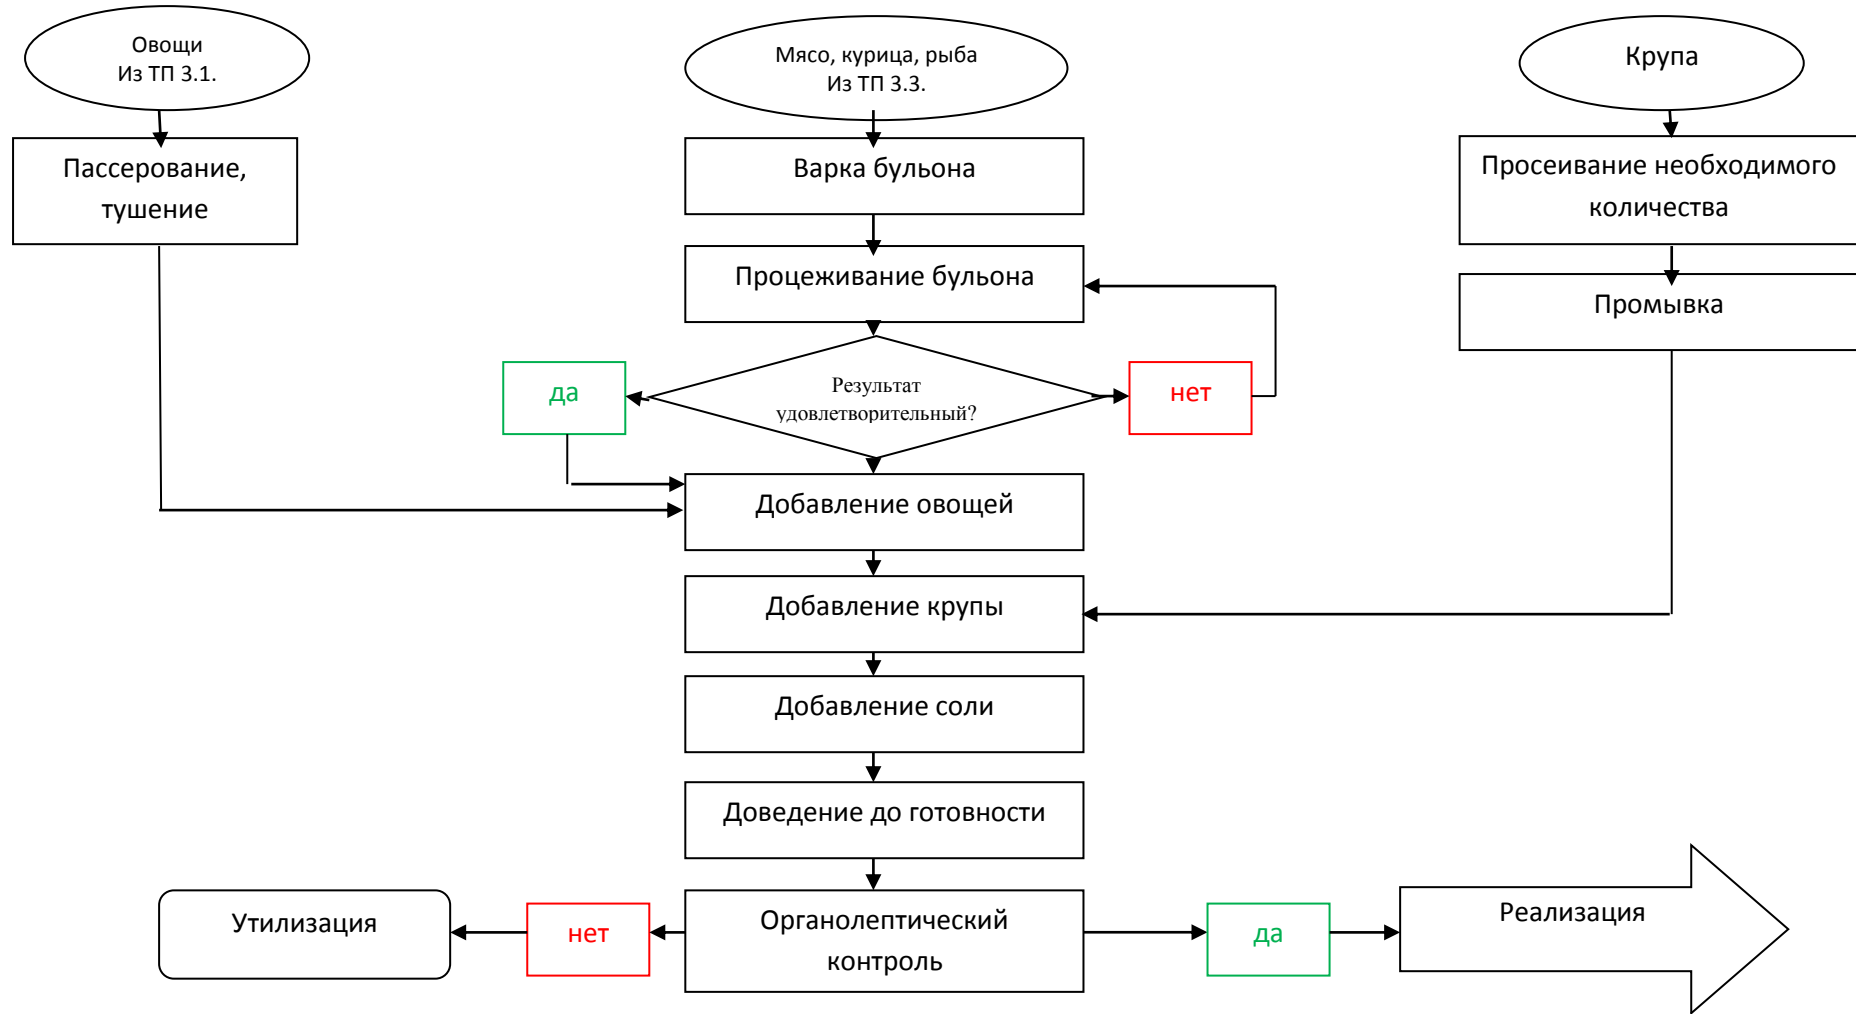 Овощи
Из ТП 3.1.
Мясо, курица, рыба
Из ТП 3.3.
Крупа
Пассерование,
тушение
Варка бульона
Просеивание необходимого
количества
Процеживание бульона
Промывка
да
Результат
удовлетворительный?
нет
Добавление овощей
Добавление крупы
Добавление соли
Доведение до готовности
Утилизация
нет
Органолептический
контроль
да
Реализация